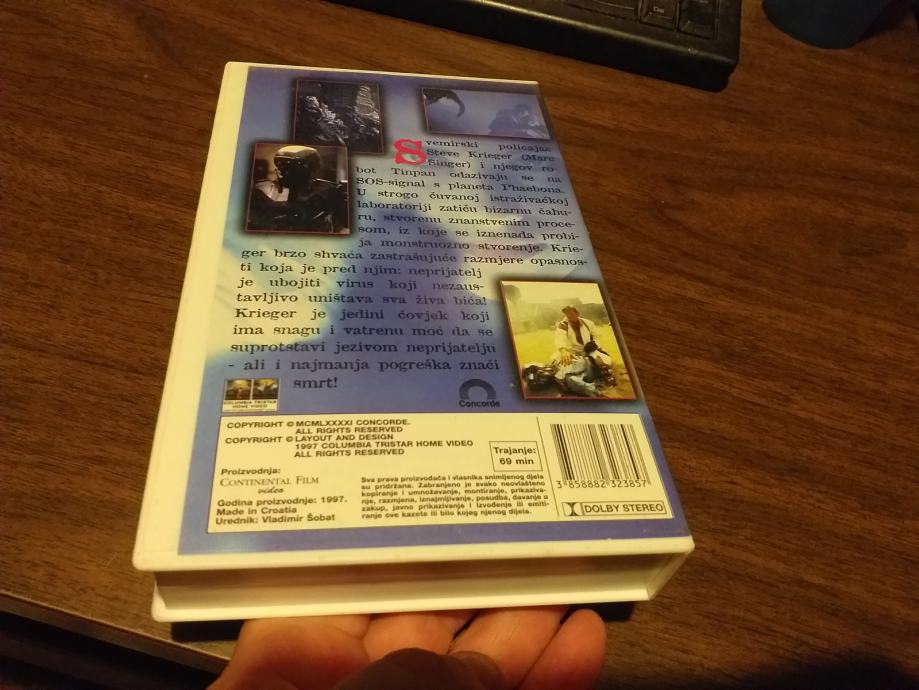 Svemirski policajac
Steve Krieger (Marc
Singer) i njegov ro-
bot Tinpan odazivaju se na
SOS-signal s planeta Phaebona.
U strogo čuvanoj istraživačkoj
laboratoriji zatiču bizarnu čahu-
ru, stvorenu znanstvenim proce-
som, iz koje se iznenada probi-
ja monstruozno stvorenje. Krie-
ger brzo shvaća zastrašujuće razmjere opasnos-
ti koja je pred njim: neprijatelj
je ubojiti virus koji nezaus-
tavljivo uništava sva živa bića!
Krieger je jedini čovjek koji
ima snagu i vatrenu moć da se
suprotstavi jezivom neprijatelju
- ali i najmanja pogreška znači
smrt!
COLUMBIA TRISTAR
HOME VIDEO
Concorde
COPYRIGHT © MCMLXXXXI CONCORDE.
ALL RIGHTS RESERVED
COPYRIGHT © LAYOUT AND DESIGN
1997 COLUMBIA TRISTAR HOME VIDEO
ALL RIGHTS RESERVED
Proizvodnja:
CONTINENTAL FILM
video
Godina proizvodnje: 1997.
Made in Croatia
Urednik: Vladimir Šobat
Trajanje:
69 min
Sva prava proizvođača i vlasnika snimljenog djela
su pridržana. Zabranjeno je svako neovlašteno
kopiranje i umnožavanje, montiranje, prikaziva-
nje, razmjena, iznajmljivanje, posudba, davanje u
zakup, javno prikazivanje i izvođenje ili emiti-
ranje ove kazete ili bilo kojeg njenog dijela.
3 858882 323857
DOLBY STEREO